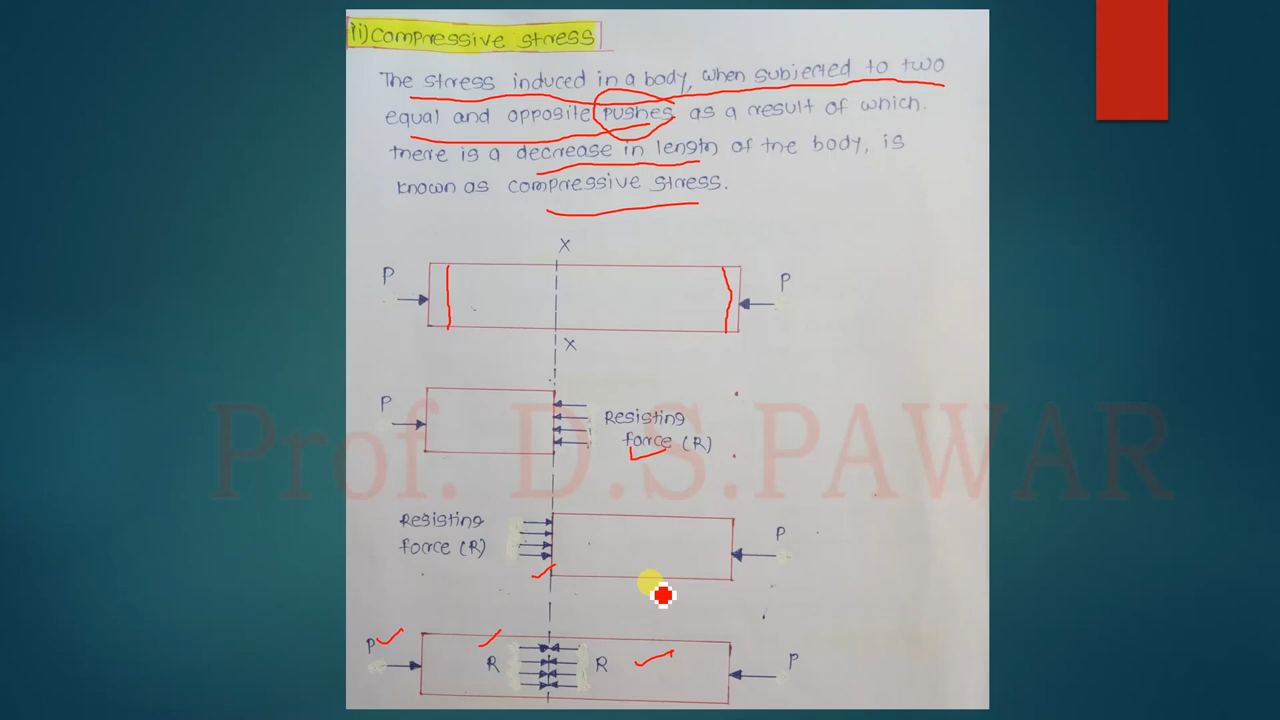 ii) Compressive stress
The stress induced in a body, when subjected to two
equal and opposite pushes as a result of which
there is a decrease in length of the body, is
known as compressive stress.
X
P
P
X
P
Resisting
force (R)
Prof. D.S.PAWAR
Resisting
force (R)
P
P
R
R
P